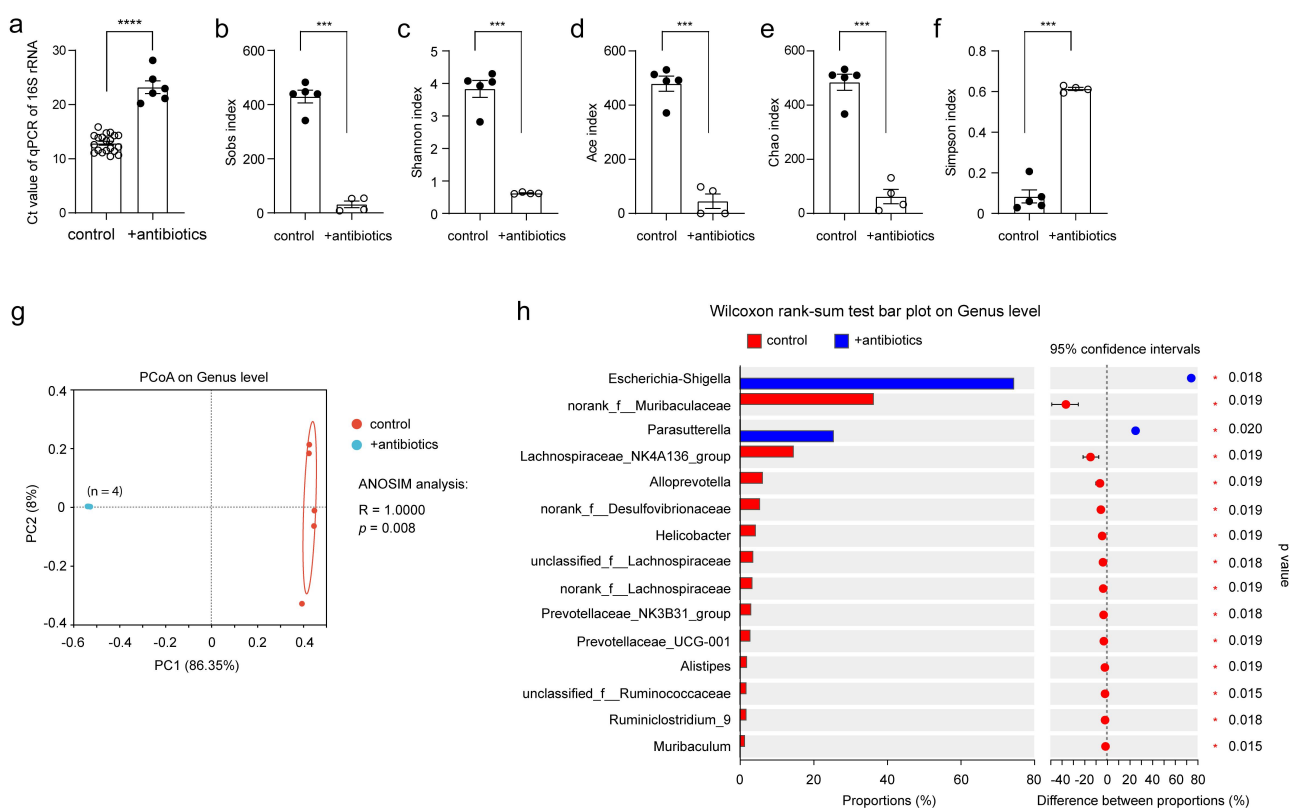 a
****
Ct value of qPCR of 16S rRNA
30
20
10
0
control +antibiotics
b
***
Sobs index
600
400
200
0
control +antibiotics
c
***
Shannon index
5
4
3
2
1
0
control +antibiotics
d
***
Ace index
600
400
200
0
control +antibiotics
e
***
Chao index
600
400
200
0
control +antibiotics
f
***
Simpson index
0.8
0.6
0.4
0.2
0
control +antibiotics
g
PCoA on Genus level
PC2 (8%)
0.4
0.2
0
-0.2
-0.4
(n = 4)
-0.6 -0.4 -0.2 0 0.2 0.4
PC1 (86.35%)
control
+antibiotics
ANOSIM analysis:
R = 1.0000
p = 0.008
h
Wilcoxon rank-sum test bar plot on Genus level
control +antibiotics
95% confidence intervals
Escherichia-Shigella * 0.018
norank_f__Muribaculaceae * 0.019
Parasutterella * 0.020
Lachnospiraceae_NK4A136_group * 0.019
Alloprevotella * 0.019
norank_f__Desulfovibrionaceae * 0.019
Helicobacter * 0.019
unclassified_f__Lachnospiraceae * 0.018
norank_f__Lachnospiraceae * 0.019
Prevotellaceae_NK3B31_group * 0.018
Prevotellaceae_UCG-001 * 0.019
Alistipes * 0.019
unclassified_f__Ruminococcaceae * 0.015
Ruminiclostridium_9 * 0.018
Muribaculum * 0.015
p value
0 20 40 60 80
-40 -20 0 20 40 60 80
Proportions (%)
Difference between proportions (%)